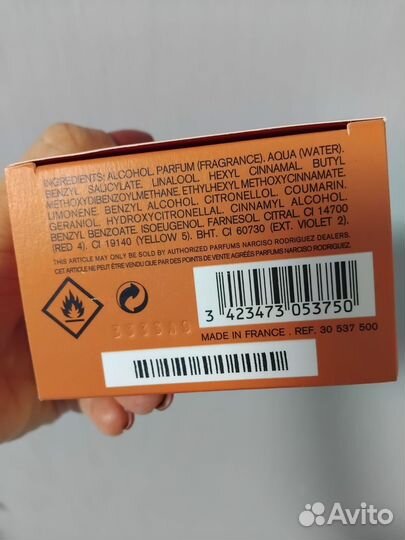 INGREDIENTS: ALCOHOL. PARFUM (FRAGRANCE). AQUA (WATER).
BENZYL SALICYLATE. LINALOOL. HEXYL CINNAMAL. BUTYL
METHOXYDIBENZOYLMETHANE. ETHYLHEXYL METHOXYCINNAMATE.
LIMONENE. BENZYL ALCOHOL. CITRONELLOL. COUMARIN.
GERANIOL. HYDROXYCITRONELLAL. CINNAMYL ALCOHOL.
BENZYL BENZOATE. ISOEUGENOL. FARNESOL. CITRAL. CI 14700
(RED 4). CI 19140 (YELLOW 5). BHT. CI 60730 (EXT. VIOLET 2).
THIS ARTICLE MAY ONLY BE SOLD BY AUTHORIZED PARFUMS NARCISO RODRIGUEZ DEALERS.
CET ARTICLE NE PEUT ÊTRE VENDU QUE PAR DES POINTS DE VENTE AGRÉÉS PARFUMS NARCISO RODRIGUEZ.
3 423473 053750
MADE IN FRANCE . REF. 30 537 500
Avito